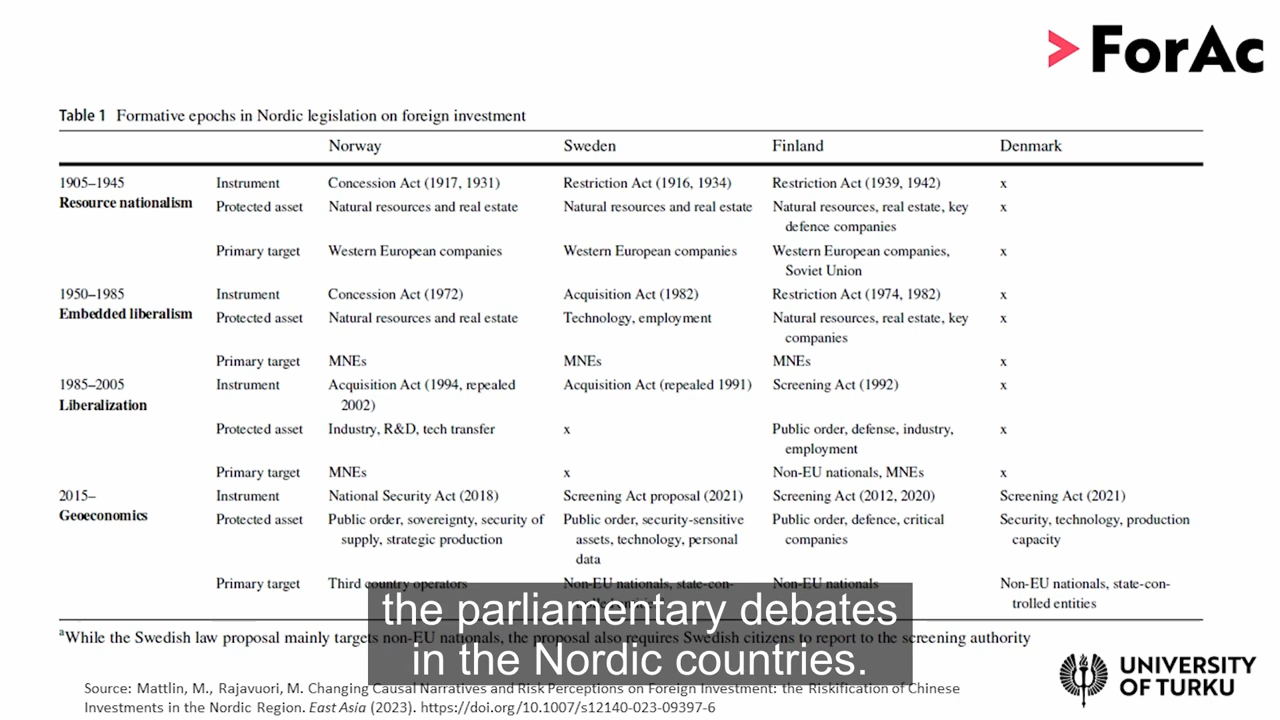 > ForAc
Table 1 Formative epochs in Nordic legislation on foreign investment
Norway Sweden Finland Denmark
1905–1945 Instrument Concession Act (1917, 1931) Restriction Act (1916, 1934) Restriction Act (1939, 1942) x
Resource nationalism Protected asset Natural resources and real estate Natural resources and real estate Natural resources, real estate, key x
defence companies
Primary target Western European companies Western European companies Western European companies, x
Soviet Union
1950–1985 Instrument Concession Act (1972) Acquisition Act (1982) Restriction Act (1974, 1982) x
Embedded liberalism Protected asset Natural resources and real estate Technology, employment Natural resources, real estate, key x
companies
Primary target MNEs MNEs MNEs x
1985–2005 Instrument Acquisition Act (1994, repealed Acquisition Act (repealed 1991) Screening Act (1992) x
Liberalization 2002)
Protected asset Industry, R&D, tech transfer x Public order, defense, industry, x
employment
Primary target MNEs x Non-EU nationals, MNEs x
2015– Instrument National Security Act (2018) Screening Act proposal (2021) Screening Act (2012, 2020) Screening Act (2021)
Geoeconomics Protected asset Public order, sovereignty, security of Public order, security-sensitive Public order, defence, critical Security, technology, production
supply, strategic production assets, technology, personal companies capacity
data
Primary target Third country operators Non-EU nationals, state-con- Non-EU nationals Non-EU nationals, state-con-
trolled entities
the parliamentary debates
in the Nordic countries.
aWhile the Swedish law proposal mainly targets non-EU nationals, the proposal also requires Swedish citizens to report to the screening authority
Source: Mattlin, M., Rajavuori, M. Changing Causal Narratives and Risk Perceptions on Foreign Investment: the Riskification of Chinese
Investments in the Nordic Region. East Asia (2023). https://doi.org/10.1007/s12140-023-09397-6
UNIVERSITY
OF TURKU